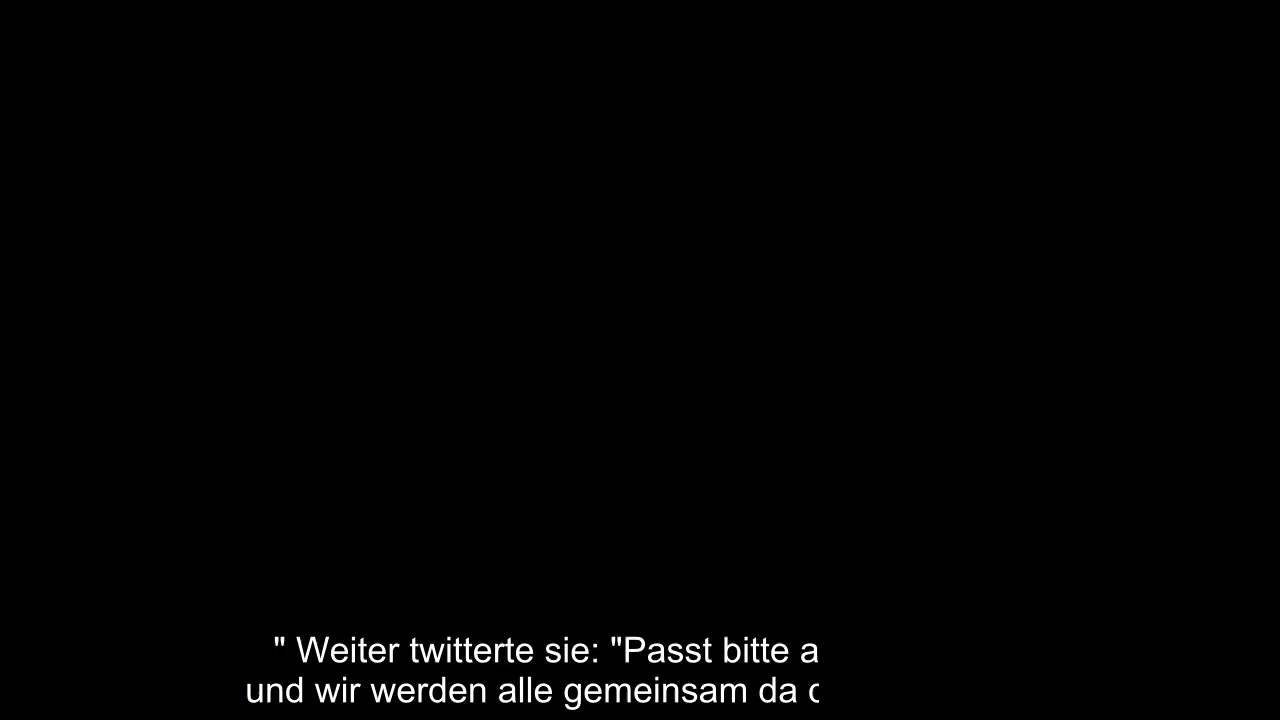 " Weiter twitterte sie: "Passt bitte a
und wir werden alle gemeinsam da